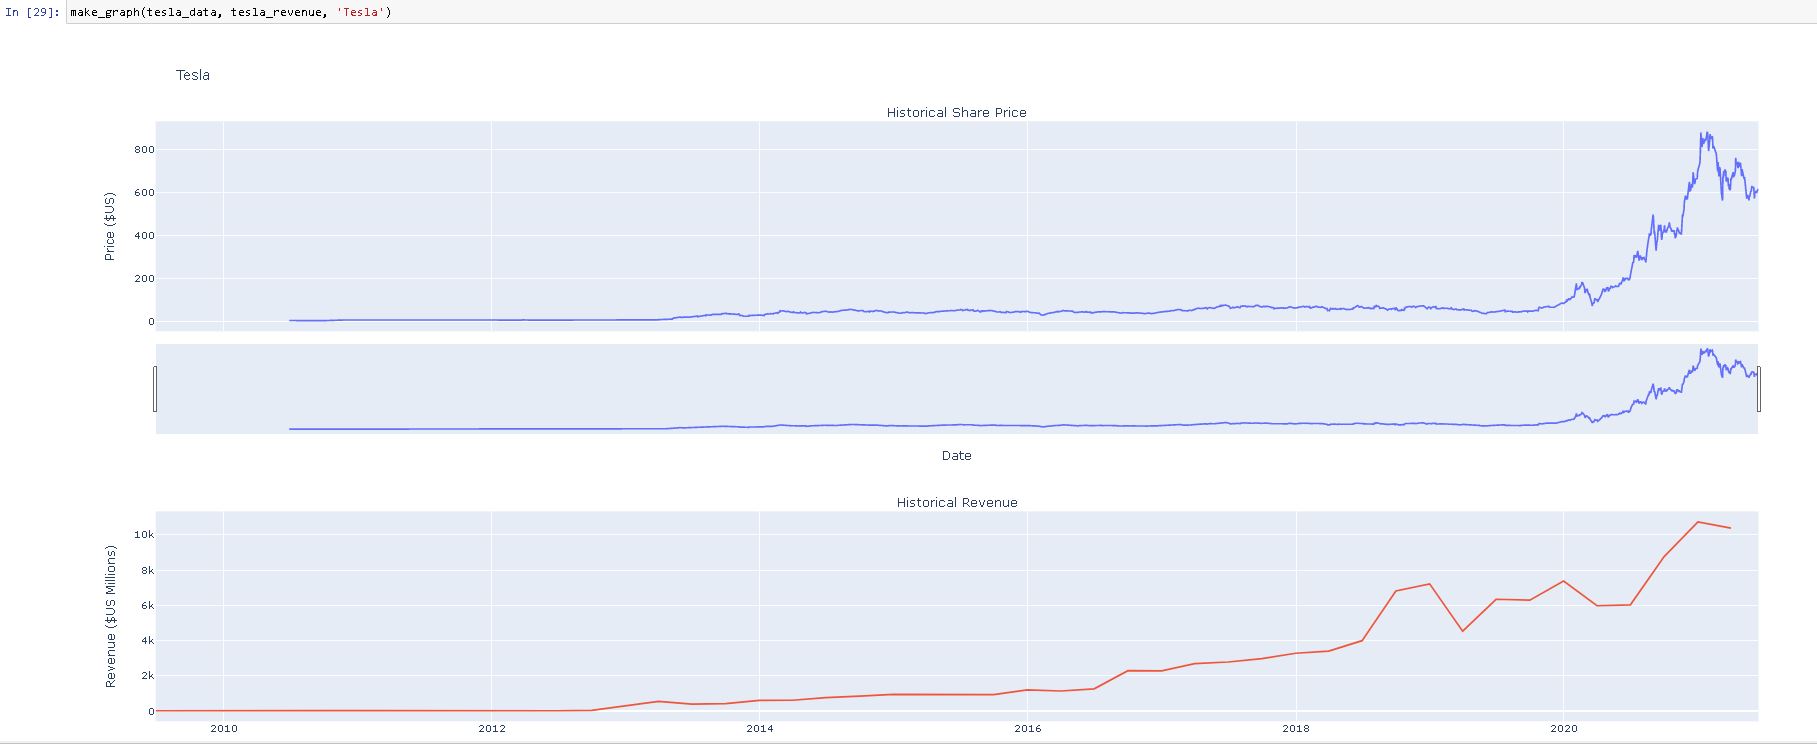 In [29]: make_graph(tesla_data, tesla_revenue, 'Tesla')
Tesla
Historical Share Price
Price ($US)
800
600
400
200
0
Date
Historical Revenue
Revenue ($US Millions)
10k
8k
6k
4k
2k
0
2010 2012 2014 2016 2018 2020